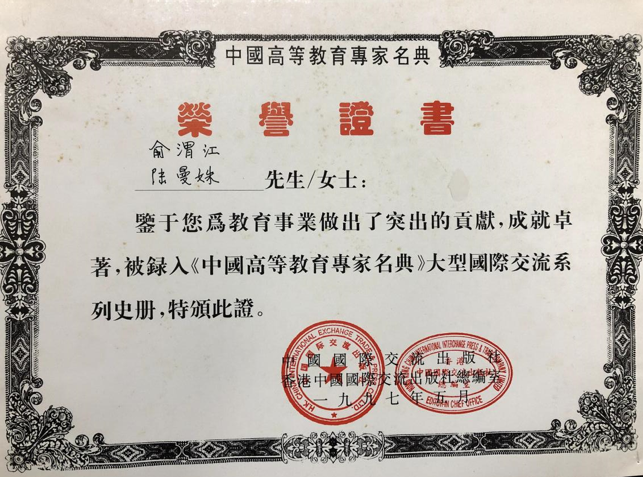 中國高等教育專家名典
榮譽證書
俞渭江
陆曼姝
先生/女士：
鑒于您爲教育事業做出了突出的貢獻，成就卓
著，被録入《中國高等教育專家名典》大型國際交流系
列史册，特頒此證。
中國國際交流出版社
香港中國國際交流出版社總編室
一九九七年五月
EDITOR IN CHIEF OFFICE